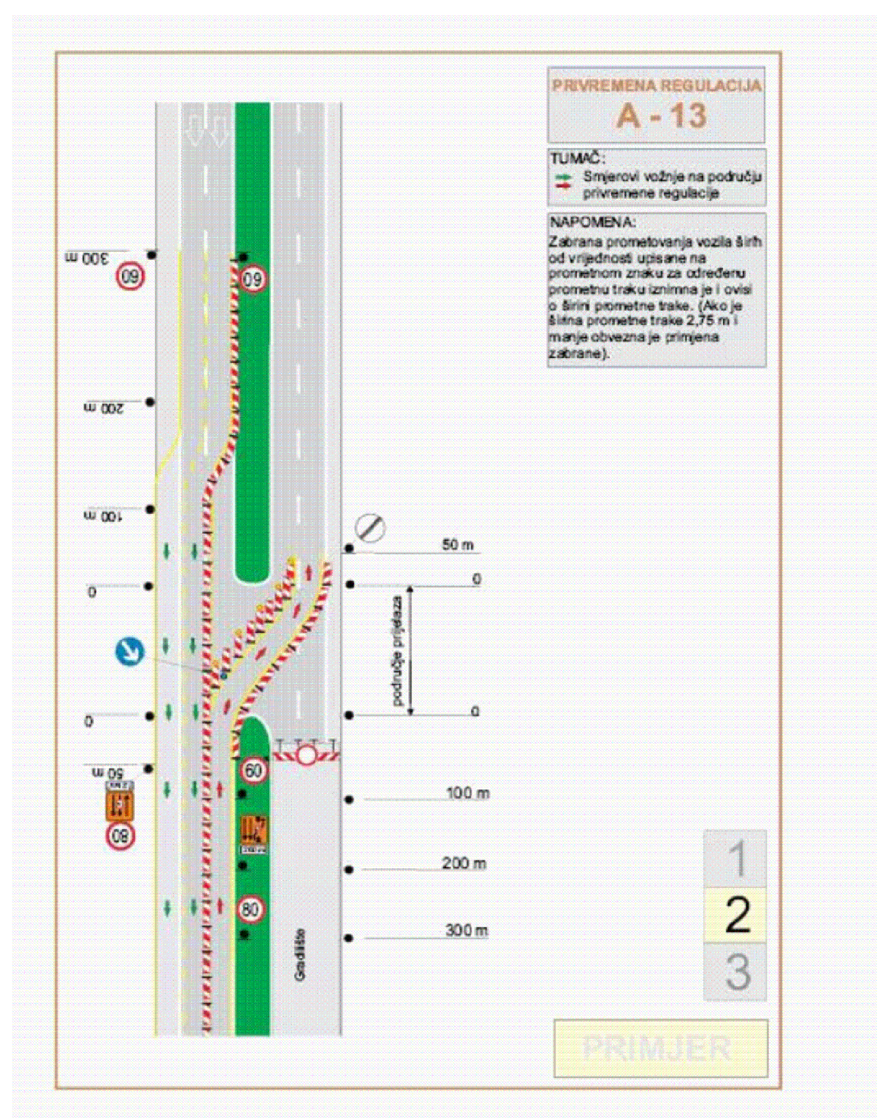 PRIVREMENA REGULACIJA
A - 13
TUMAČ:
Smjerovi vožnje na području
privremene regulacije
NAPOMENA:
Zabrana prometovanja vozila širih
od vrijednosti upisane na
prometnom znaku za određenu
prometnu traku iznimna je i ovisi
o širini prometne trake. (Ako je
širina prometne trake 2,75 m i
manje obvezna je primjena
zabrane).
300 m
60
60
200 m
100 m
0
50 m
0
područje prijelaza
0
0
50 m
80
60
100 m
200 m
80
300 m
Gradilište
1
2
3
PRIMJER